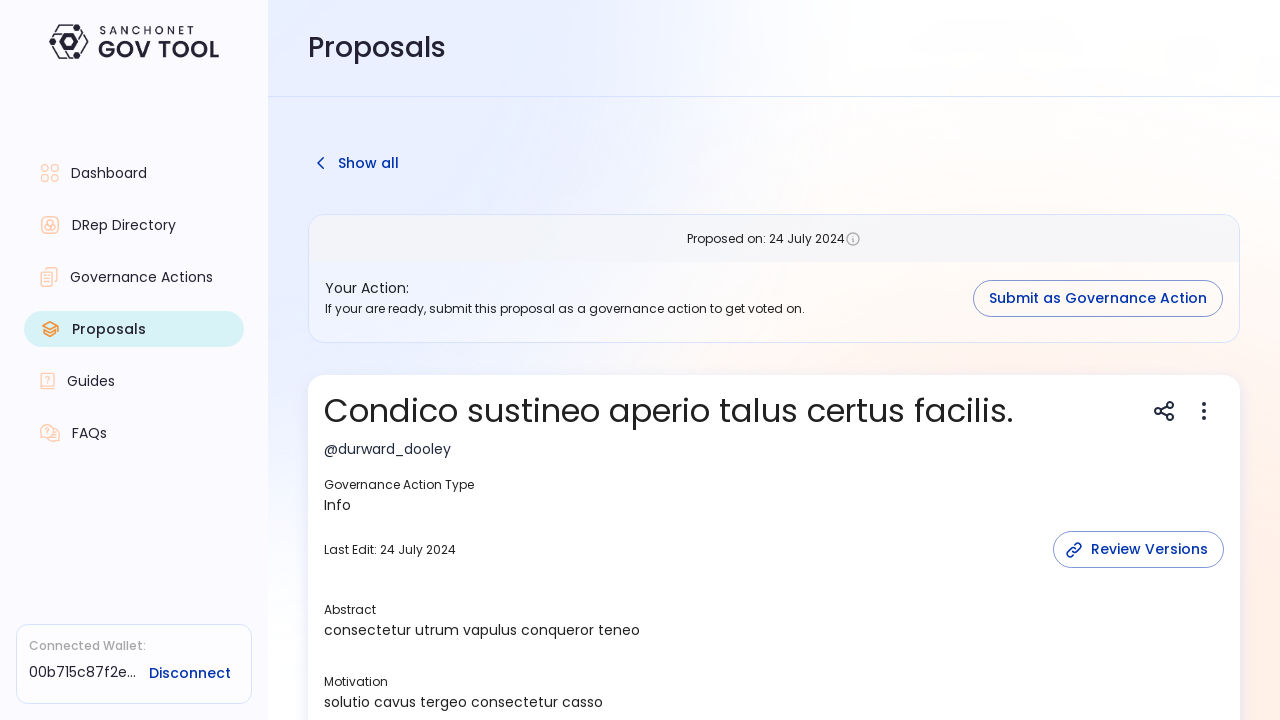 SANCHONET
GOV TOOL
Dashboard
DRep Directory
Governance Actions
Proposals
Guides
FAQs
Connected Wallet:
00b715c87f2e...
Disconnect
Proposals
Show all
Proposed on: 24 July 2024
Your Action:
If your are ready, submit this proposal as a governance action to get voted on.
Submit as Governance Action
Condico sustineo aperio talus certus facilis.
@durward_dooley
Governance Action Type
Info
Last Edit: 24 July 2024
Review Versions
Abstract
consectetur utrum vapulus conqueror teneo
Motivation
solutio cavus tergeo consectetur casso